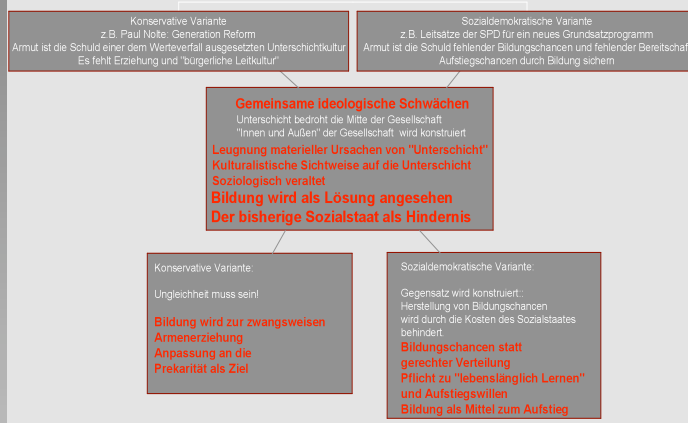 Konservative Variante
z.B. Paul Nolte: Generation Reform
Armut ist die Schuld einer dem Werteverfall ausgesetzten Unterschichtkultur
Es fehlt Erziehung und "bürgerliche Leitkultur"
Sozialdemokratische Variante
z.B. Leitsätze der SPD für ein neues Grundsatzprogramm
Armut ist die Schuld fehlender Bildungschancen und fehlender Bereitschaf
Aufstiegschancen durch Bildung sichern
Gemeinsame ideologische Schwächen
Unterschicht bedroht die Mitte der Gesellschaft
"Innen und Außen" der Gesellschaft wird konstruiert
Leugnung materieller Ursachen von "Unterschicht"
Kulturalistische Sichtweise auf die Unterschicht
Soziologisch veraltet
Bildung wird als Lösung angesehen
Der bisherige Sozialstaat als Hindernis
Konservative Variante:
Ungleichheit muss sein!
Bildung wird zur zwangsweisen
Armenerziehung
Anpassung an die
Prekarität als Ziel
Sozialdemokratische Variante:
Gegensatz wird konstruiert::
Herstellung von Bildungschancen
wird durch die Kosten des Sozialstaates
behindert.
Bildungschancen statt
gerechter Verteilung
Pflicht zu "lebenslänglich Lernen"
und Aufstiegswillen
Bildung als Mittel zum Aufstieg